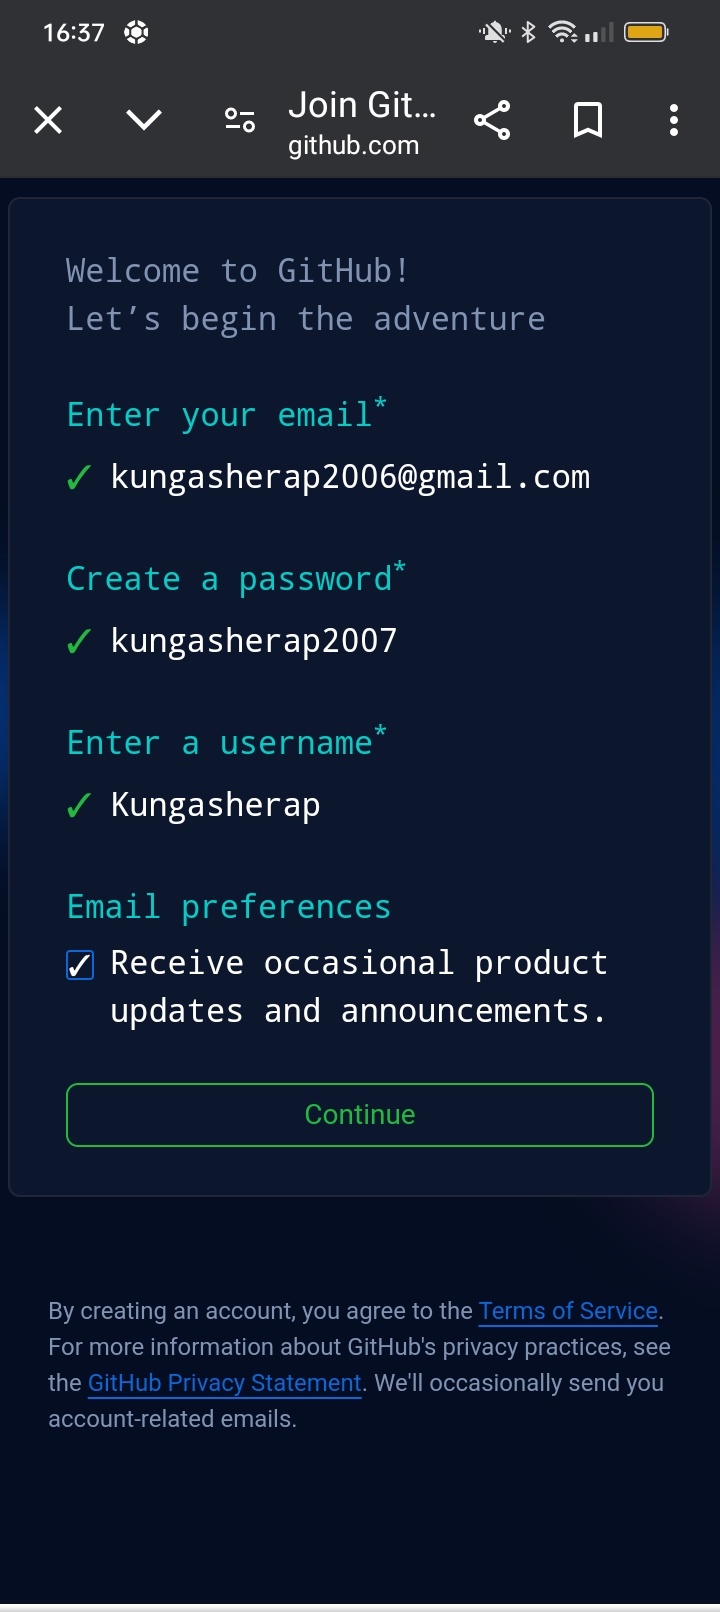 16:37
Join Git…
github.com
Welcome to GitHub!
Let’s begin the adventure
Enter your email*
✓ kungasherap2006@gmail.com
Create a password*
✓ kungasherap2007
Enter a username*
✓ Kungasherap
Email preferences
✓ Receive occasional product
updates and announcements.
Continue
By creating an account, you agree to the Terms of Service.
For more information about GitHub's privacy practices, see
the GitHub Privacy Statement. We'll occasionally send you
account-related emails.